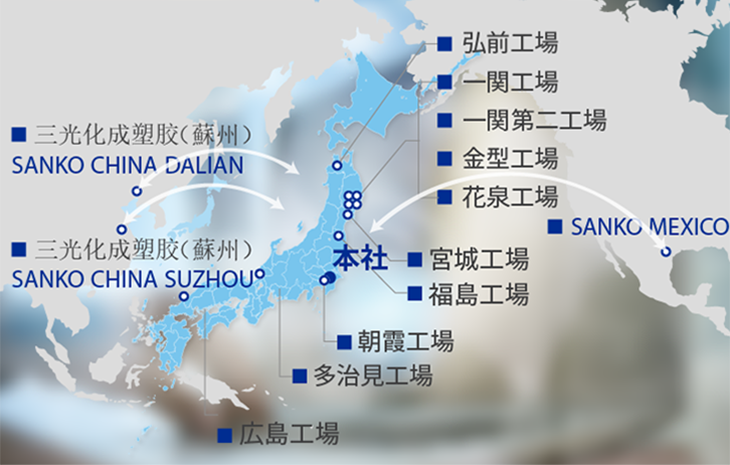 弘前工場
一関工場
一関第二工場
金型工場
花泉工場
三光化成塑胶(蘇州)
SANKO CHINA DALIAN
SANKO MEXICO
三光化成塑胶(蘇州)
SANKO CHINA SUZHOU
本社
宮城工場
福島工場
朝霞工場
多治見工場
広島工場